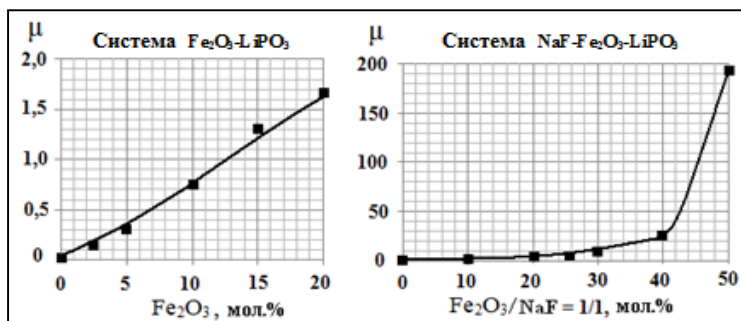 μ
Система Fe₂O₃-LiPO₃
2,0
1,5
1,0
0,5
0
0 5 10 15 20
Fe₂O₃ , мол.%
μ
Система NaF-Fe₂O₃-LiPO₃
200
150
100
50
0
0 10 20 30 40 50
Fe₂O₃/NaF = 1/1, мол.%